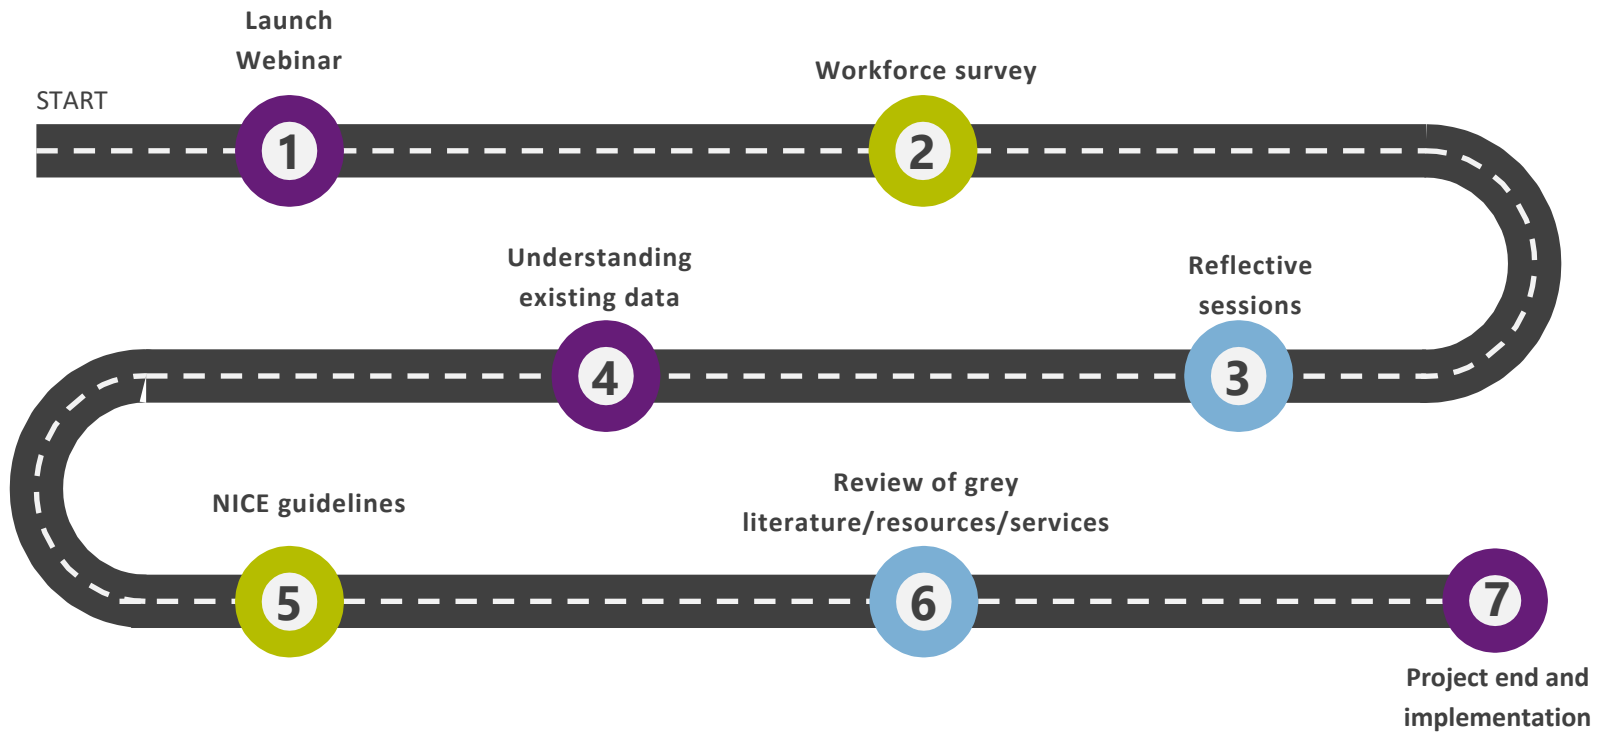 START
Launch
Webinar
1
Workforce survey
2
Reflective
sessions
3
Understanding
existing data
4
NICE guidelines
5
Review of grey
literature/resources/services
6
7
Project end and
implementation